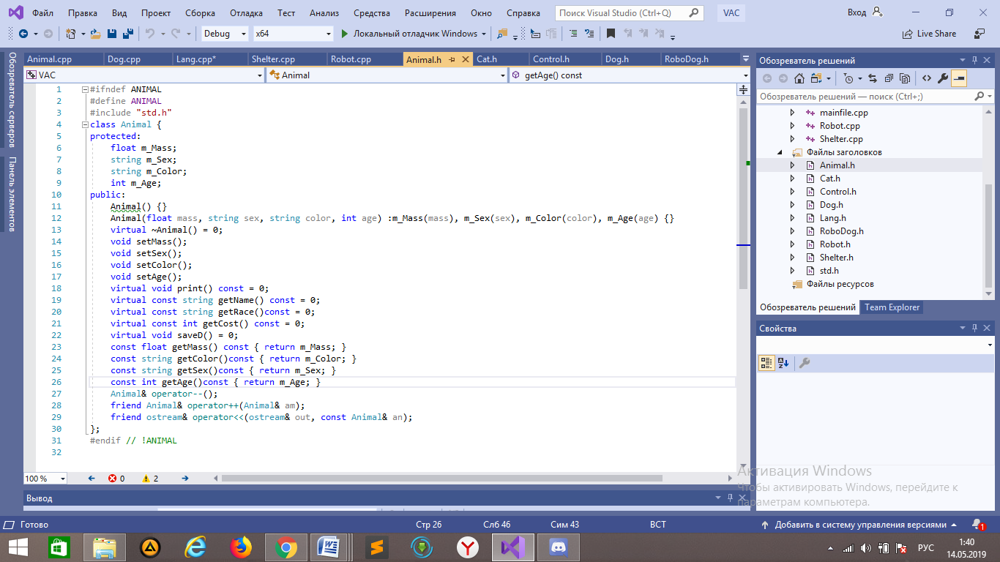 Файл Правка Вид Проект Сборка Отладка Тест Анализ Средства Расширения Окно Справка Поиск Visual Studio (Ctrl+Q) VAC Вход
Debug x64 Локальный отладчик Windows Live Share
Обозреватель серверов
Панель элементов
Animal.cpp Dog.cpp Lang.cpp* Shelter.cpp Robot.cpp Animal.h Cat.h Control.h Dog.h RoboDog.h
VAC Animal getAge() const
1 #ifndef ANIMAL
2 #define ANIMAL
3 #include "std.h"
4 class Animal {
5 protected:
6 float m_Mass;
7 string m_Sex;
8 string m_Color;
9 int m_Age;
10 public:
11 Animal() {}
12 Animal(float mass, string sex, string color, int age) :m_Mass(mass), m_Sex(sex), m_Color(color), m_Age(age) {}
13 virtual ~Animal() = 0;
14 void setMass();
15 void setSex();
16 void setColor();
17 void setAge();
18 virtual void print() const = 0;
19 virtual const string getName() const = 0;
20 virtual const string getRace()const = 0;
21 virtual const int getCost() const = 0;
22 virtual void saveD() = 0;
23 const float getMass() const { return m_Mass; }
24 const string getColor()const { return m_Color; }
25 const string getSex()const { return m_Sex; }
26 const int getAge()const { return m_Age; }
27 Animal& operator--();
28 friend Animal& operator++(Animal& am);
29 friend ostream& operator<<(ostream& out, const Animal& an);
30 };
31 #endif // !ANIMAL
32
100 % 0 2
Вывод
Обозреватель решений
Обозреватель решений — поиск (Ctrl+;)
mainfile.cpp
Robot.cpp
Shelter.cpp
Файлы заголовков
Animal.h
Cat.h
Control.h
Dog.h
Lang.h
RoboDog.h
Robot.h
Shelter.h
std.h
Файлы ресурсов
Обозреватель решений Team Explorer
Свойства
Активация Windows
Чтобы активировать Windows, перейдите к
параметрам компьютера.
Готово Стр 26 Слб 46 Сим 43 ВСТ Добавить в систему управления версиями 1
РУС 1:40
14.05.2019